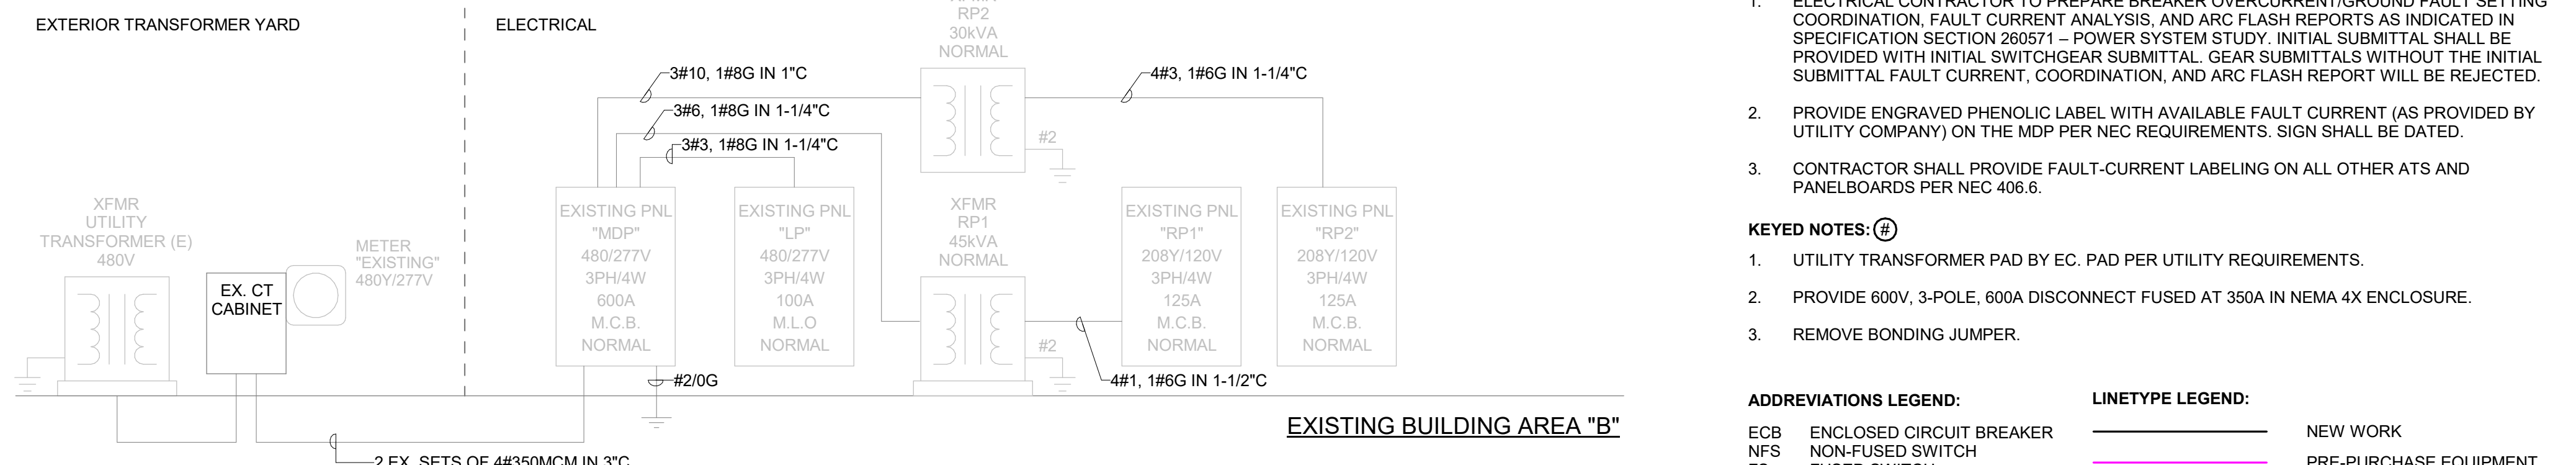 EXTERIOR TRANSFORMER YARD
ELECTRICAL
RP2
30kVA
NORMAL
3#10, 1#8G IN 1"C
3#6, 1#8G IN 1-1/4"C
3#3, 1#8G IN 1-1/4"C
4#3, 1#6G IN 1-1/4"C
#2
XFMR
UTILITY
TRANSFORMER (E)
480V
METER
"EXISTING"
480Y/277V
EX. CT
CABINET
EXISTING PNL
"MDP"
480/277V
3PH/4W
600A
M.C.B.
NORMAL
EXISTING PNL
"LP"
480/277V
3PH/4W
100A
M.L.O
NORMAL
XFMR
RP1
45kVA
NORMAL
#2
EXISTING PNL
"RP1"
208Y/120V
3PH/4W
125A
M.C.B.
NORMAL
EXISTING PNL
"RP2"
208Y/120V
3PH/4W
125A
M.C.B.
NORMAL
#2/0G
4#1, 1#6G IN 1-1/2"C
EXISTING BUILDING AREA "B"
2 EX. SETS OF 4#350MCM IN 3"C
1. ELECTRICAL CONTRACTOR TO PREPARE BREAKER OVERCURRENT/GROUND FAULT SETTING
COORDINATION, FAULT CURRENT ANALYSIS, AND ARC FLASH REPORTS AS INDICATED IN
SPECIFICATION SECTION 260571 – POWER SYSTEM STUDY. INITIAL SUBMITTAL SHALL BE
PROVIDED WITH INITIAL SWITCHGEAR SUBMITTAL. GEAR SUBMITTALS WITHOUT THE INITIAL
SUBMITTAL FAULT CURRENT, COORDINATION, AND ARC FLASH REPORT WILL BE REJECTED.
2. PROVIDE ENGRAVED PHENOLIC LABEL WITH AVAILABLE FAULT CURRENT (AS PROVIDED BY
UTILITY COMPANY) ON THE MDP PER NEC REQUIREMENTS. SIGN SHALL BE DATED.
3. CONTRACTOR SHALL PROVIDE FAULT-CURRENT LABELING ON ALL OTHER ATS AND
PANELBOARDS PER NEC 406.6.
KEYED NOTES: #
1. UTILITY TRANSFORMER PAD BY EC. PAD PER UTILITY REQUIREMENTS.
2. PROVIDE 600V, 3-POLE, 600A DISCONNECT FUSED AT 350A IN NEMA 4X ENCLOSURE.
3. REMOVE BONDING JUMPER.
ADDREVIATIONS LEGEND:
ECB ENCLOSED CIRCUIT BREAKER
NFS NON-FUSED SWITCH
LINETYPE LEGEND:
NEW WORK
PRE-PURCHASE EQUIPMENT